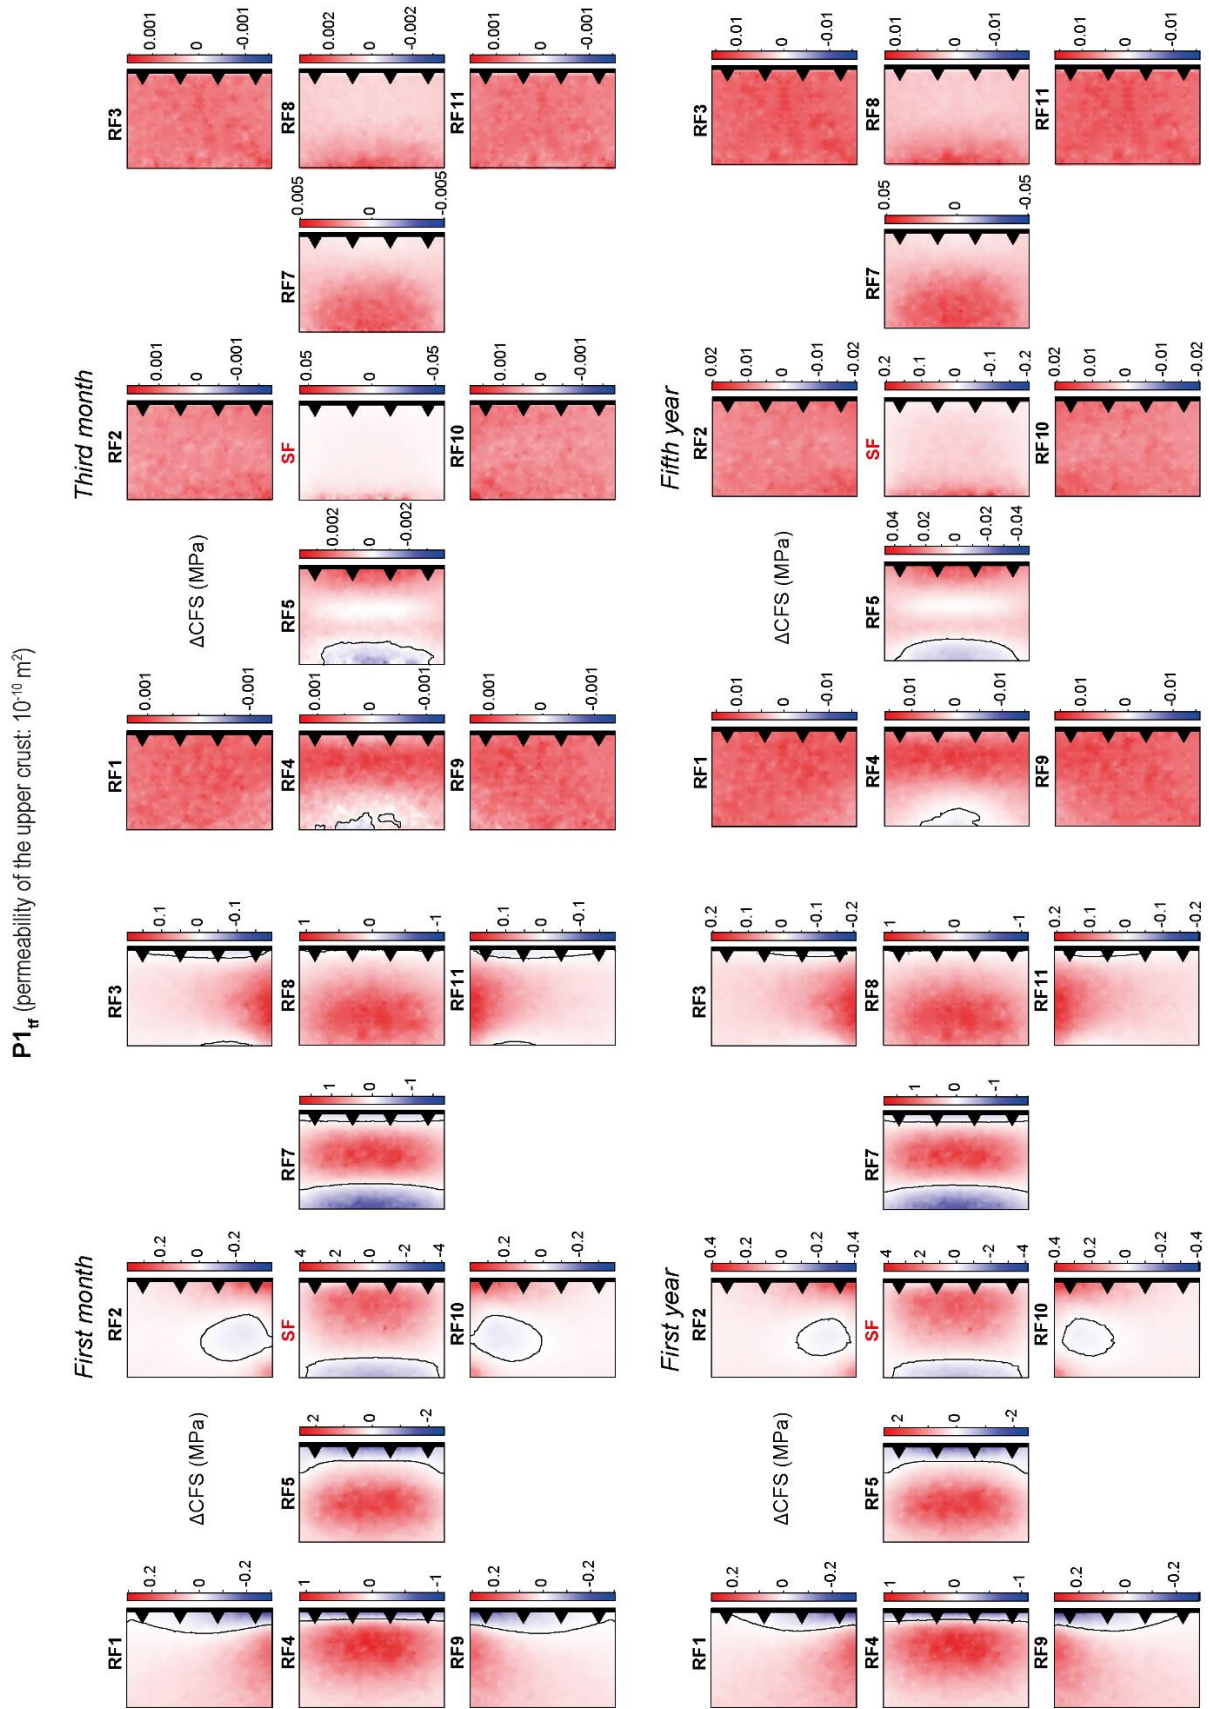 P1tf (permeability of the upper crust: 10-10 m²)
First month
ΔCFS (MPa)
RF1
0.2
0
-0.2
RF2
0.2
0
-0.2
RF3
0.1
0
-0.1
RF4
1
0
-1
RF5
2
0
-2
SF
4
2
0
-2
-4
RF7
1
0
-1
RF8
1
0
-1
RF9
0.2
0
-0.2
RF10
0.2
0
-0.2
RF11
0.1
0
-0.1
Third month
ΔCFS (MPa)
RF1
0.001
0
-0.001
RF2
0.001
0
-0.001
RF3
0.001
0
-0.001
RF4
0.001
0
-0.001
RF5
0.002
0
-0.002
SF
0.05
0
-0.05
RF7
0.005
0
-0.005
RF8
0.002
0
-0.002
RF9
0.001
0
-0.001
RF10
0.001
0
-0.001
RF11
0.001
0
-0.001
First year
ΔCFS (MPa)
RF1
0.2
0
-0.2
RF2
0.4
0.2
0
-0.2
-0.4
RF3
0.2
0.1
0
-0.1
-0.2
RF4
1
0
-1
RF5
2
0
-2
SF
4
2
0
-2
-4
RF7
1
0
-1
RF8
1
0
-1
RF9
0.2
0
-0.2
RF10
0.4
0.2
0
-0.2
-0.4
RF11
0.2
0.1
0
-0.1
-0.2
Fifth year
ΔCFS (MPa)
RF1
0.01
0
-0.01
RF2
0.02
0.01
0
-0.01
-0.02
RF3
0.01
0
-0.01
RF4
0.01
0
-0.01
RF5
0.04
0.02
0
-0.02
-0.04
SF
0.2
0.1
0
-0.1
-0.2
RF7
0.05
0
-0.05
RF8
0.01
0
-0.01
RF9
0.01
0
-0.01
RF10
0.02
0.01
0
-0.01
-0.02
RF11
0.01
0
-0.01